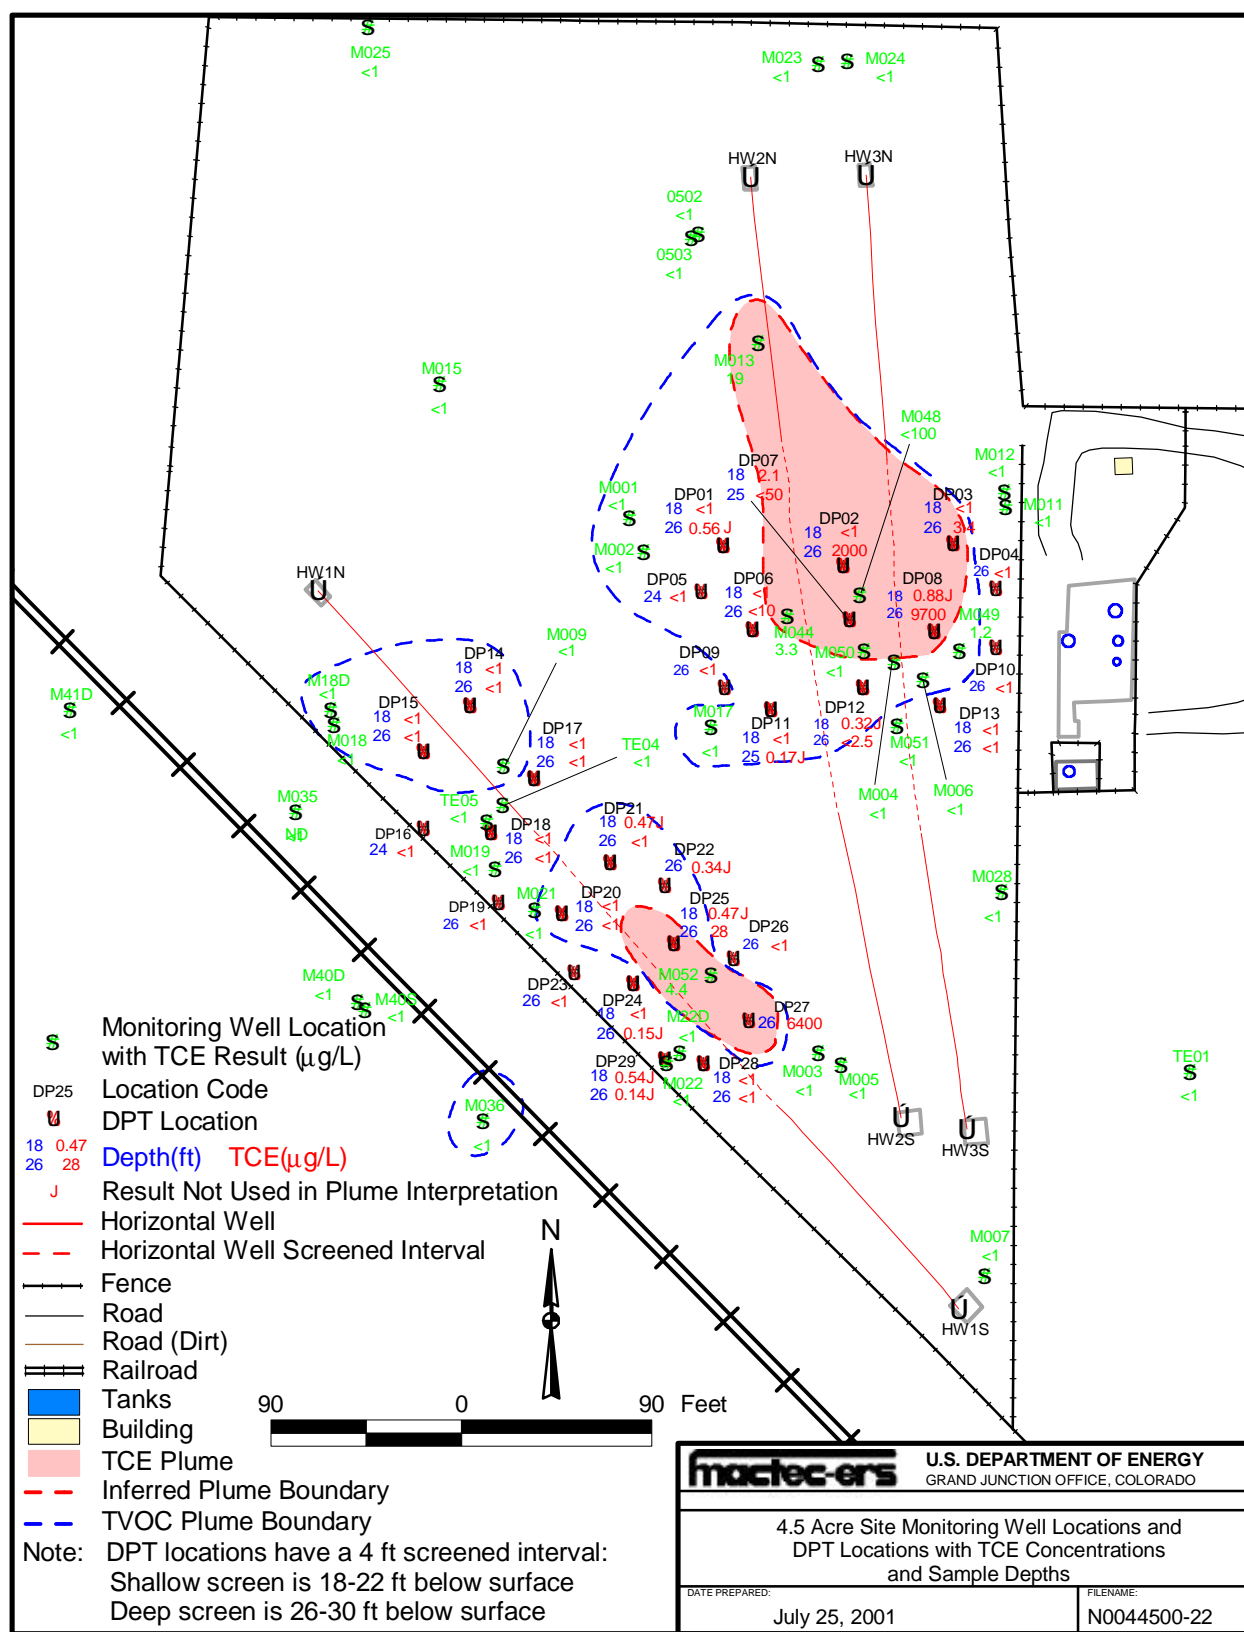 M025
<1
M023
<1
M024
<1
HW2N
HW3N
0502
<1
0503
<1
M015
<1
M013
19
M048
<100
DP07
18 2.1
25 <50
M012
<1
M011
<1
M001
<1
DP01
18 <1
26 0.56 J
DP02
18 <1
26 2000
DP03
18 <1
26 3.4
M002
<1
DP04
26 <1
HW1N
DP05
24 <1
DP06
18 <1
26 <10
DP08
18 0.88J
26 9700
M049
1.2
M044
3.3
M009
<1
DP14
18 <1
26 <1
DP09
26 <1
M050
<1
DP10
26 <1
M18D
<1
M41D
<1
DP15
18 <1
26 <1
M018
<1
DP17
18 <1
26 <1
TE04
<1
M017
<1
DP11
18 <1
25 0.17J
DP12
18 0.32J
26 <2.5
M051
<1
DP13
18 <1
26 <1
M004
<1
M006
<1
M035
ND
<1
TE05
<1
DP16
24 <1
DP18
18 <1
26 <1
DP21
18 0.47J
26 <1
M019
<1
DP22
26 0.34J
M028
<1
M021
<1
DP20
18 <1
26 <1
DP25
18 0.47J
26 28
DP19
26 <1
DP26
26 <1
M40D
<1
M40S
<1
DP23
26 <1
M052
4.4
DP24
18 <1
26 0.15J
M22D
<1
DP27
26 6400
DP29
18 0.54J
26 0.14J
M022
<1
DP28
18 <1
26 <1
M003
<1
M005
<1
TE01
<1
M036
<1
HW2S
HW3S
M007
<1
HW1S
Monitoring Well Location
with TCE Result (µg/L)
DP25 Location Code
DPT Location
18 0.47
26 28
Depth(ft) TCE(µg/L)
J Result Not Used in Plume Interpretation
Horizontal Well
Horizontal Well Screened Interval
Fence
Road
Road (Dirt)
Railroad
Tanks
Building
TCE Plume
Inferred Plume Boundary
TVOC Plume Boundary
Note: DPT locations have a 4 ft screened interval:
Shallow screen is 18-22 ft below surface
Deep screen is 26-30 ft below surface
N
90 0 90 Feet
mactec-ers
U.S. DEPARTMENT OF ENERGY
GRAND JUNCTION OFFICE, COLORADO
4.5 Acre Site Monitoring Well Locations and
DPT Locations with TCE Concentrations
and Sample Depths
DATE PREPARED:
July 25, 2001
FILENAME:
N0044500-22